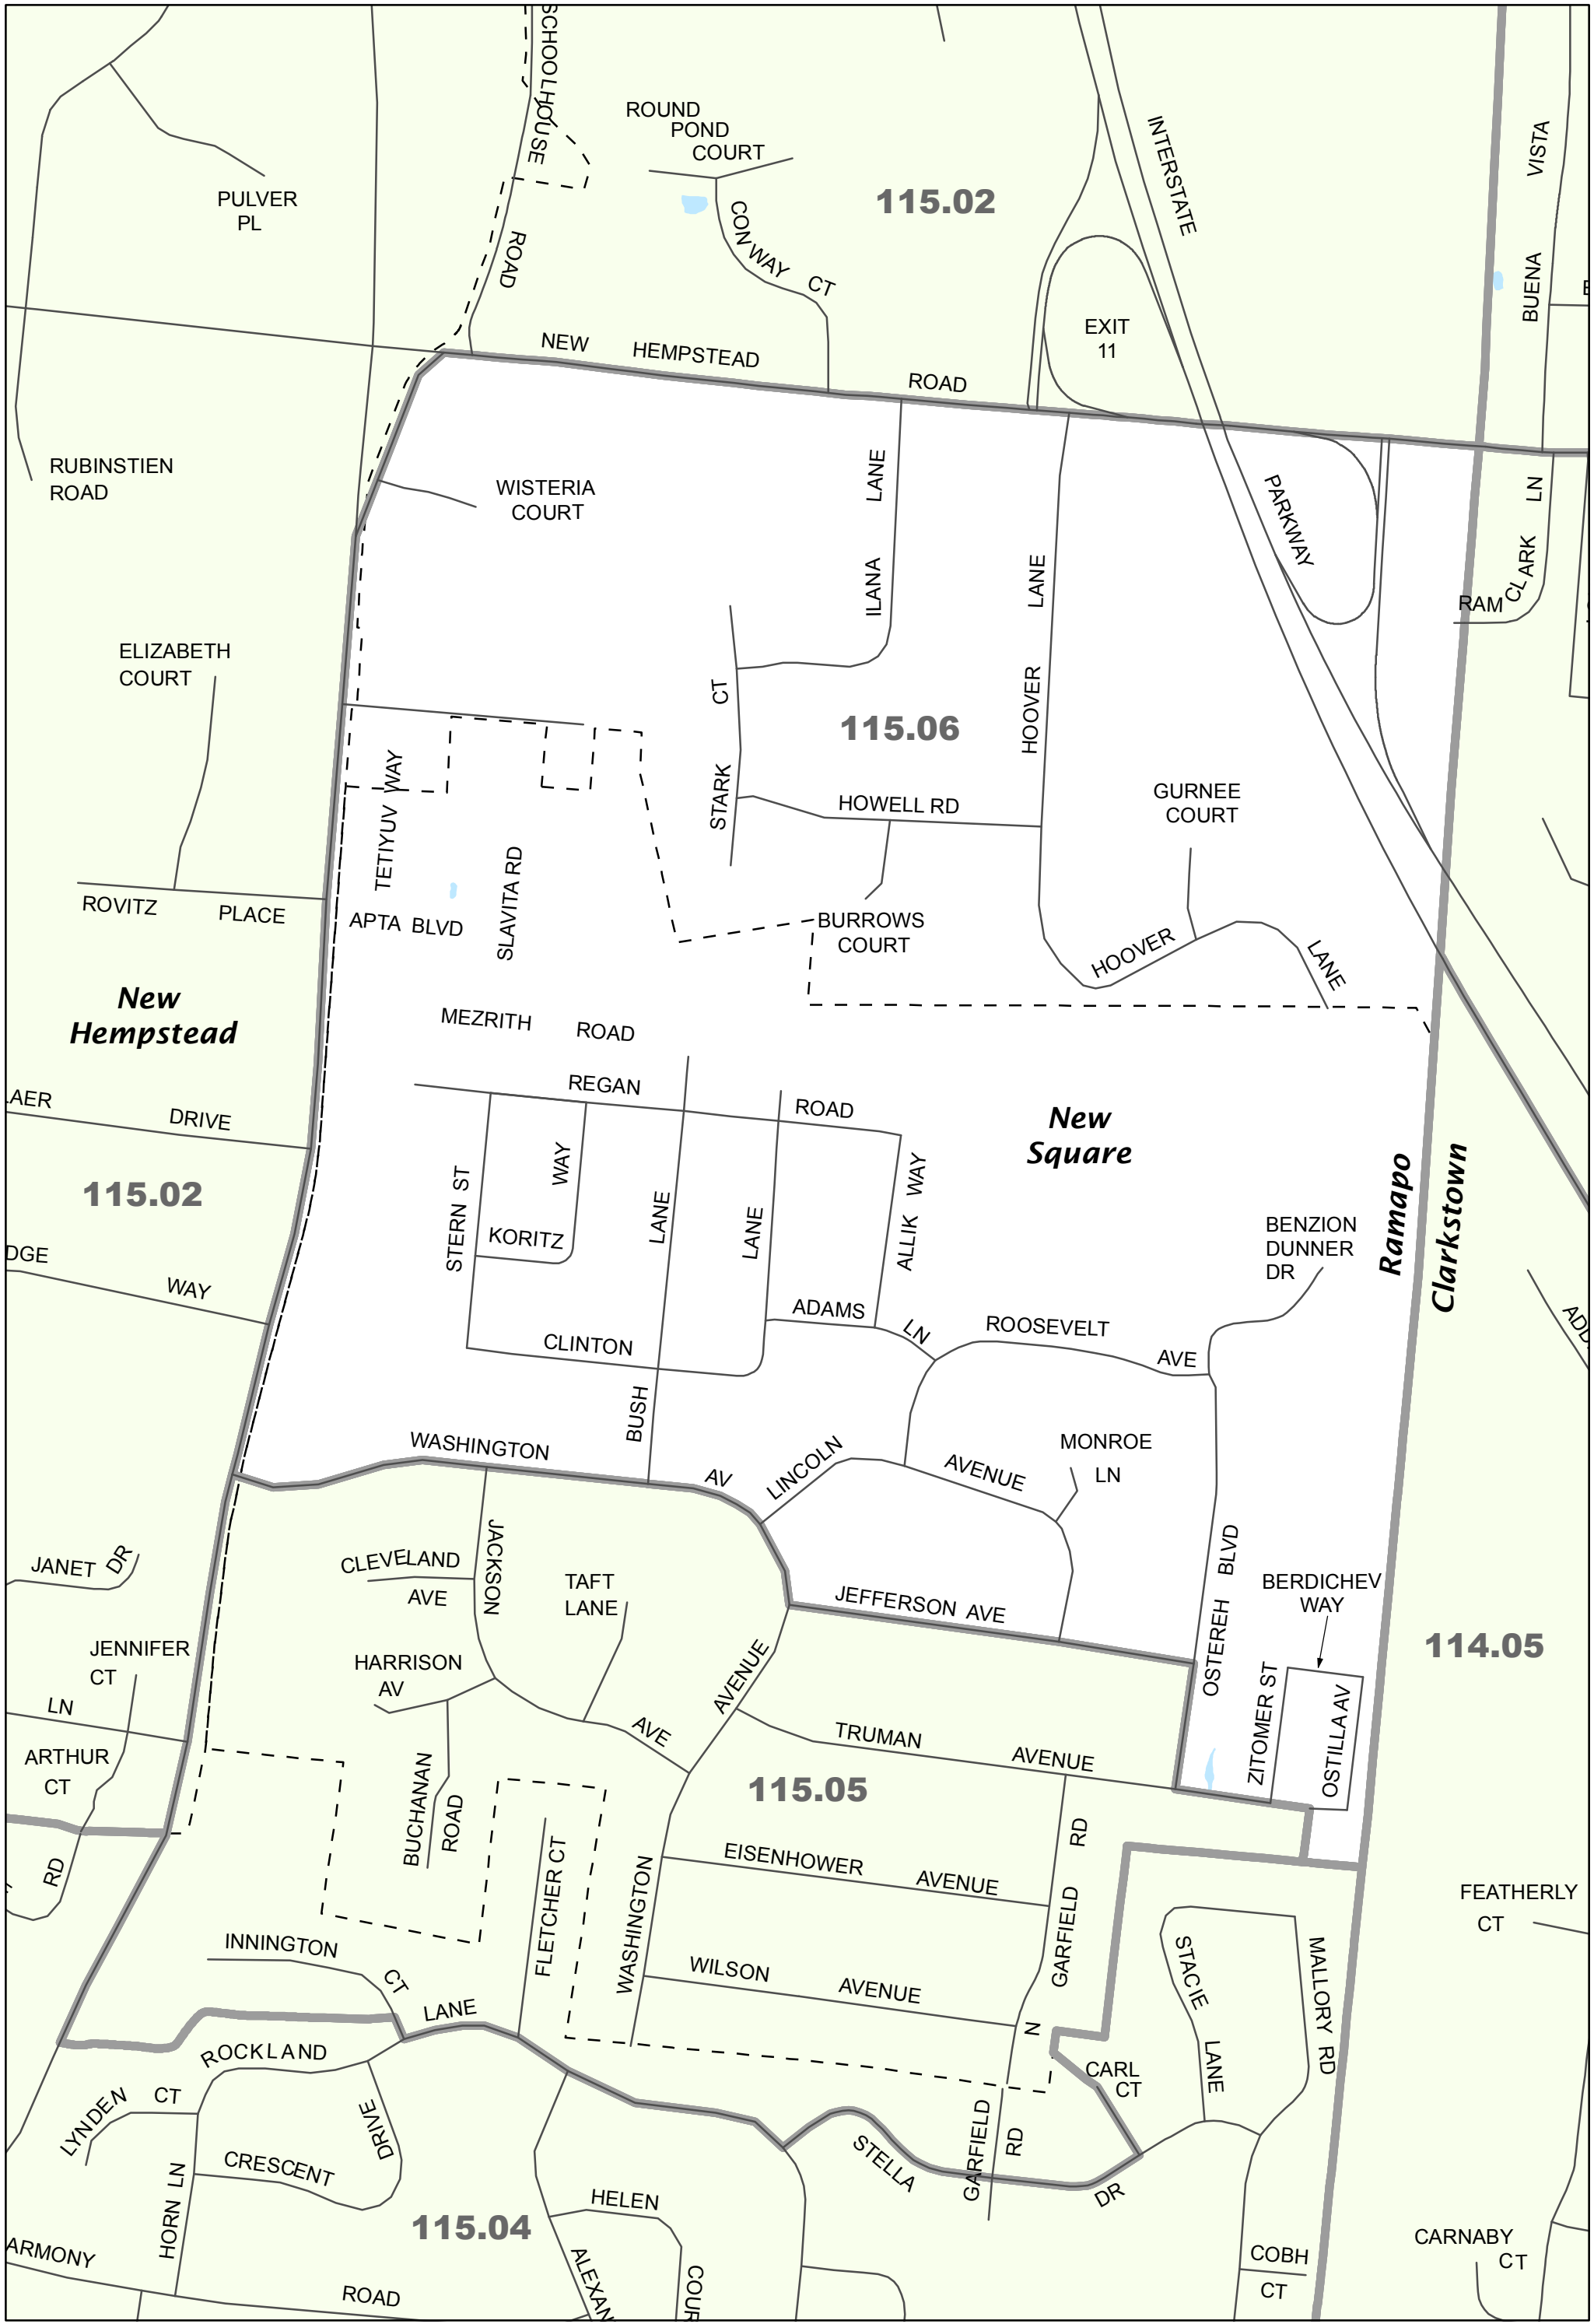 SCHOOLHOUSE
ROAD
ROUND
POND
COURT
115.02
INTERSTATE
VISTA
BUENA
PULVER
PL
CONWAY CT
EXIT
11
NEW HEMPSTEAD ROAD
RUBINSTIEN
ROAD
WISTERIA
COURT
ILANA LANE
HOOVER LANE
PARKWAY
CLARK LN
RAM
ELIZABETH
COURT
STARK CT
115.06
HOWELL RD
GURNEE
COURT
TETIYUV WAY
SLAVITA RD
ROVITZ PLACE
APTA BLVD
BURROWS
COURT
HOOVER LANE
New
Hempstead
MEZRITH ROAD
REGAN ROAD
New
Square
Ramapo
Clarkstown
LAER DRIVE
115.02
STERN ST
WAY
KORITZ
LANE
LANE
ALLIK WAY
BENZION
DUNNER
DR
DGE WAY
ADAMS LN
ROOSEVELT AVE
CLINTON
BUSH
ADD
WASHINGTON AV
LINCOLN AVENUE
MONROE
LN
JANET DR
CLEVELAND
AVE
JACKSON
TAFT
LANE
JEFFERSON AVE
OSTEREH BLVD
BERDICHEV
WAY
114.05
JENNIFER
CT
HARRISON
AV
AVENUE
ZITOMER ST
OSTILLA AV
LN
AVE
TRUMAN AVENUE
ARTHUR
CT
BUCHANAN
ROAD
115.05
RD
FLETCHER CT
WASHINGTON
EISENHOWER AVENUE
RD
GARFIELD
N
FEATHERLY
CT
INNINGTON CT
WILSON AVENUE
STACIE
LANE
MALLORY RD
LANE
ROCKLAND
DRIVE
CARL
CT
LYNDEN CT
CRESCENT
HORN LN
STELLA DR
GARFIELD
RD
115.04
HELEN
COUR
ALEXAN
ARMONY ROAD
COBH
CT
CARNABY
CT